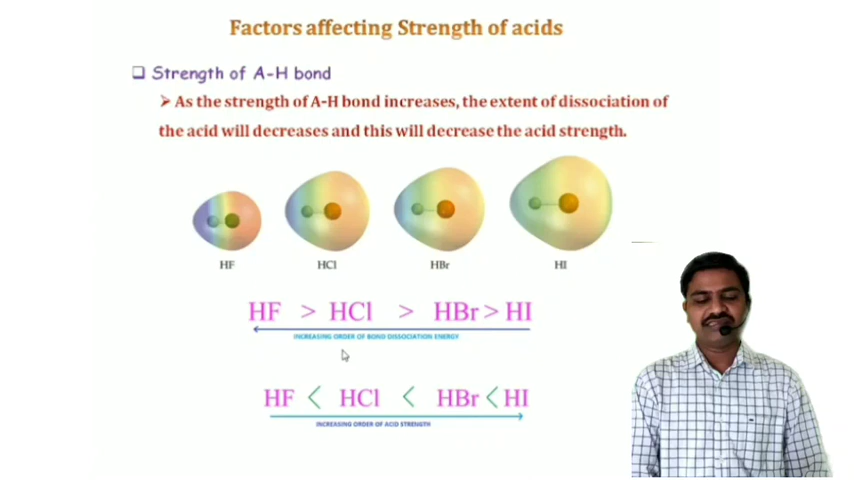 Factors affecting Strength of acids
❑ Strength of A-H bond
➤ As the strength of A-H bond increases, the extent of dissociation of
the acid will decreases and this will decrease the acid strength.
HF HCl HBr HI
HF > HCl > HBr > HI
INCREASING ORDER OF BOND DISSOCIATION ENERGY
HF < HCl < HBr < HI
INCREASING ORDER OF ACID STRENGTH